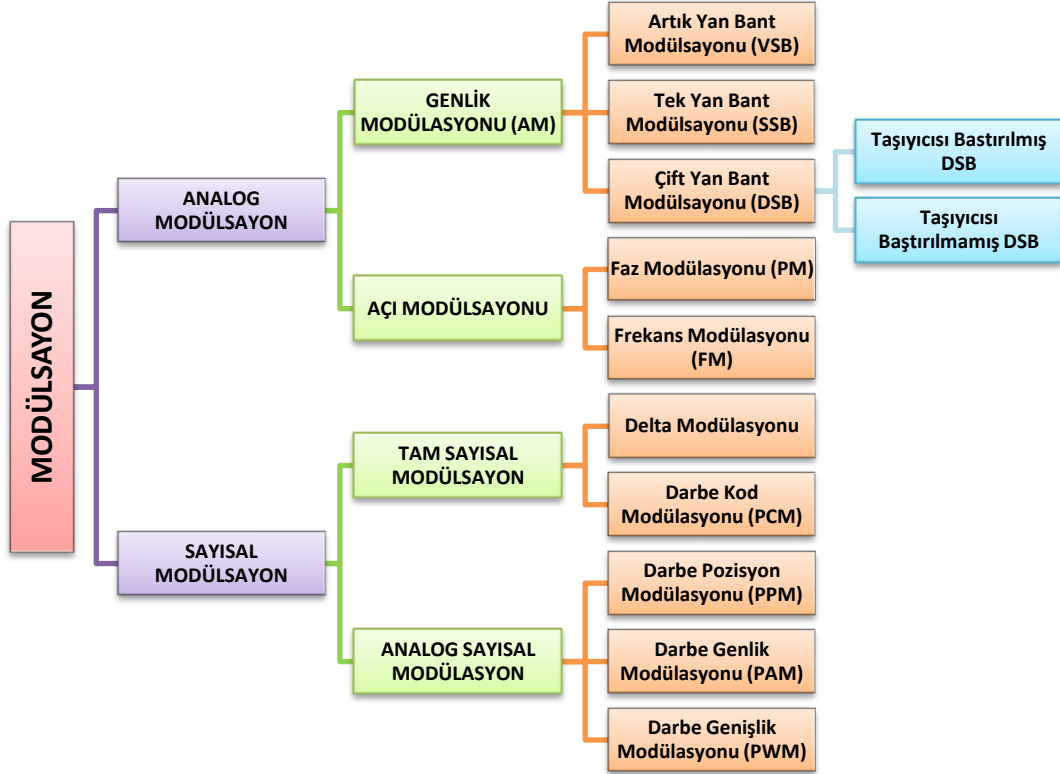 MODÜLSAYON
ANALOG
MODÜLSAYON
GENLİK
MODÜLASYONU (AM)
Artık Yan Bant
Modülsayonu (VSB)
Tek Yan Bant
Modülsayonu (SSB)
Çift Yan Bant
Modülsayonu (DSB)
Taşıyıcısı Bastırılmış
DSB
Taşıyıcısı
Baştırılmamış DSB
AÇI MODÜLSAYONU
Faz Modülasyonu (PM)
Frekans Modülasyonu
(FM)
SAYISAL
MODÜLSAYON
TAM SAYISAL
MODÜLSAYON
Delta Modülasyonu
Darbe Kod
Modülasyonu (PCM)
ANALOG SAYISAL
MODÜLASYON
Darbe Pozisyon
Modülasyonu (PPM)
Darbe Genlik
Modülasyonu (PAM)
Darbe Genişlik
Modülasyonu (PWM)